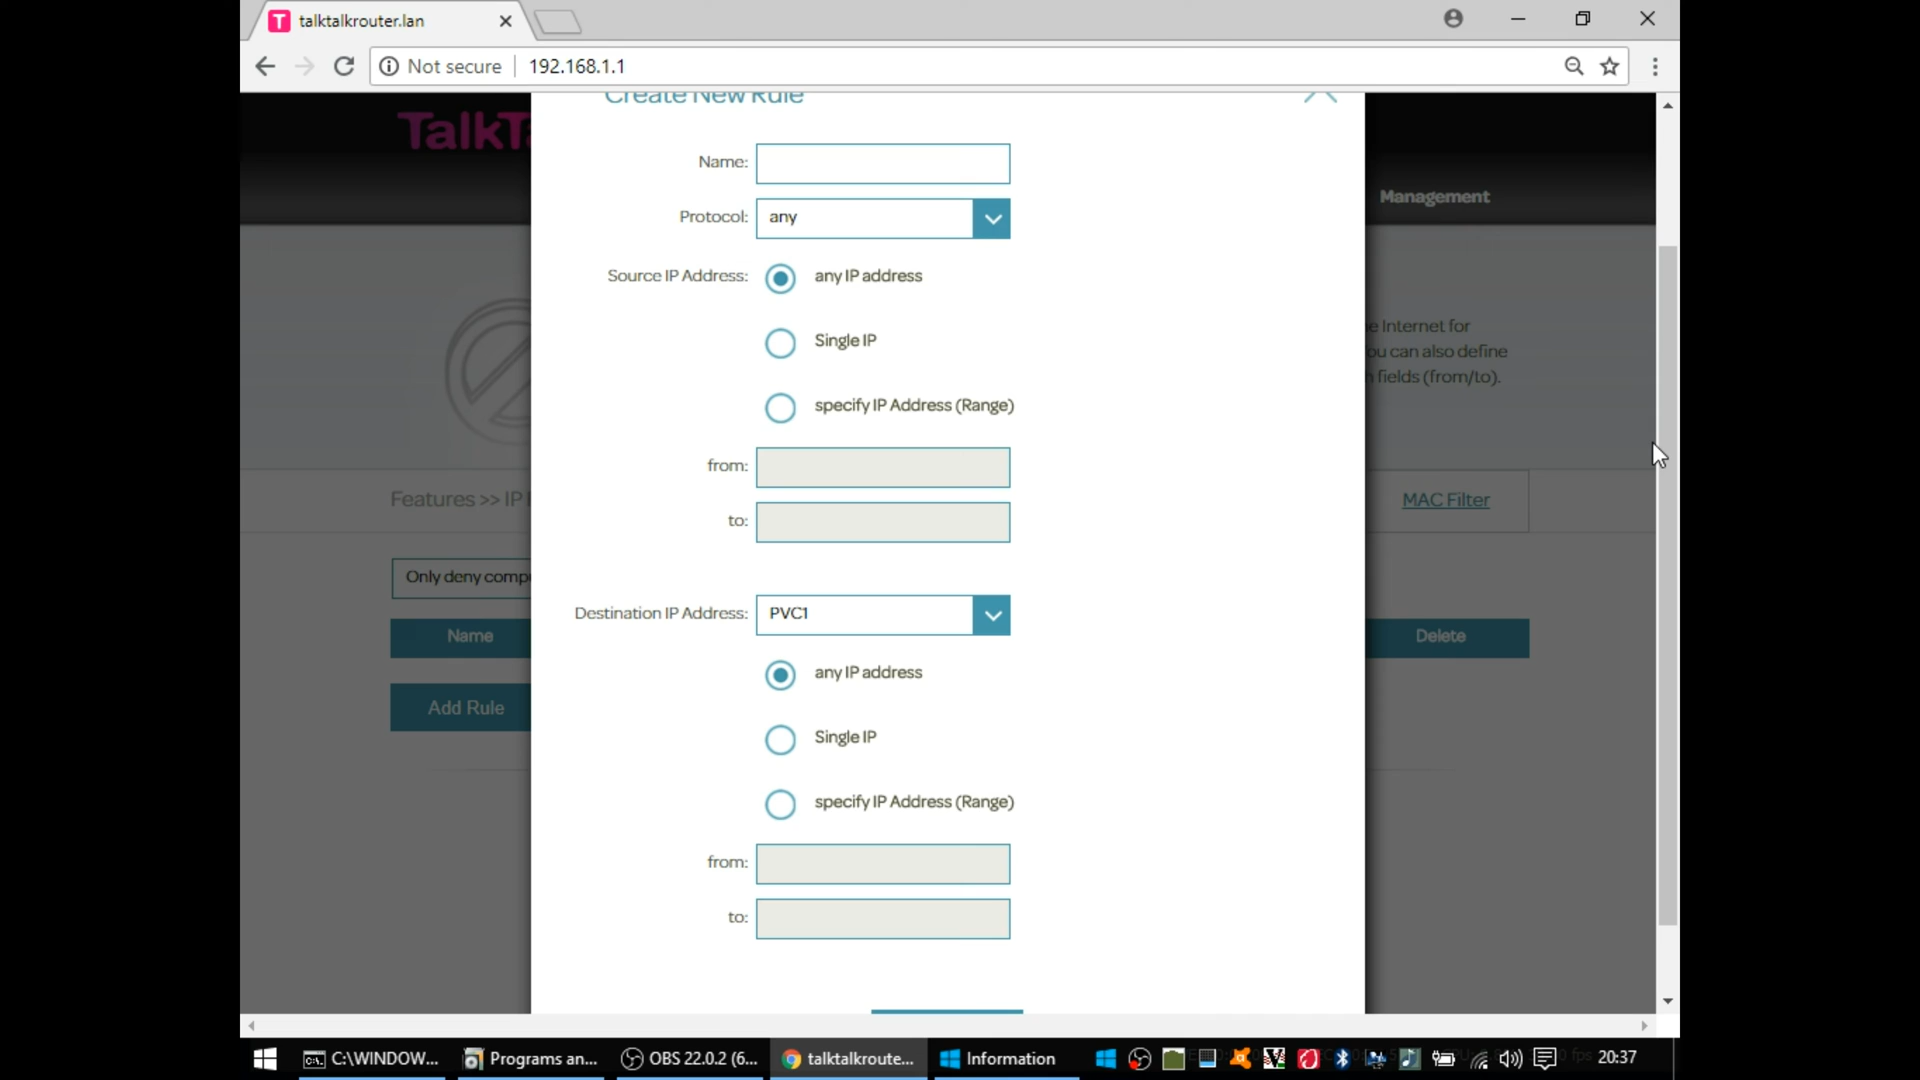 talktalkrouter.lan
Not secure
192.168.1.1
Create New Rule
TalkT
Management
Name:
Protocol: any
Source IP Address: any IP address
Single IP
specify IP Address (Range)
from:
to:
e Internet for
ou can also define
fields (from/to).
Features >> IP
MAC Filter
Only deny comp
Destination IP Address: PVC1
Name
Delete
any IP address
Add Rule
Single IP
specify IP Address (Range)
from:
to:
C:\WINDOW...
Programs an...
OBS 22.0.2 (6...
talktalkroute...
Information
20:37